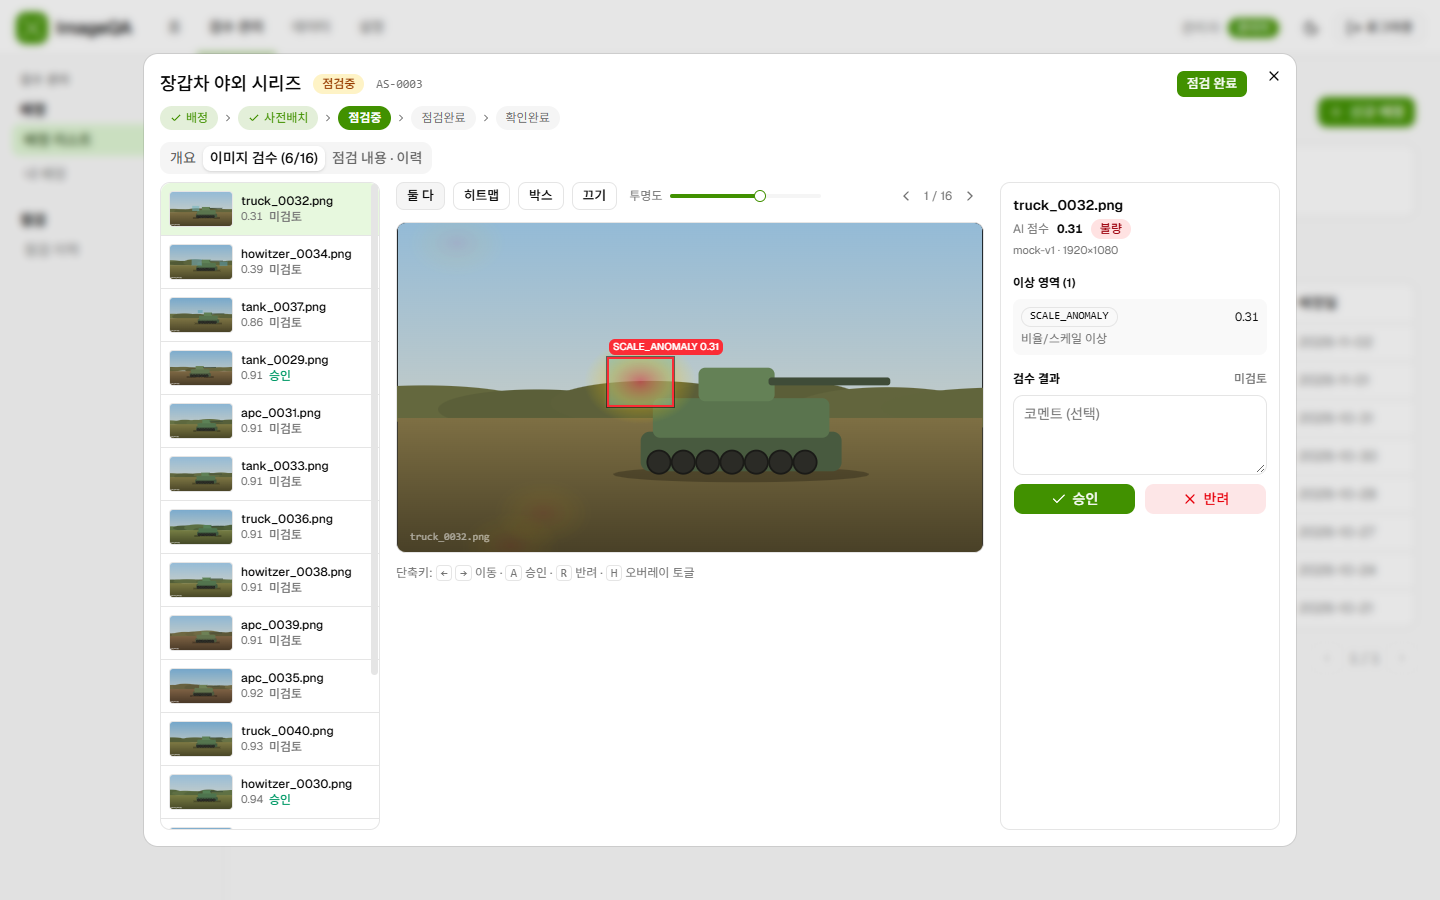 ImageQA
장갑차 야외 시리즈 점검중 AS-0003 점검 완료
배정 사전배치 점검중 점검완료 확인완료
개요 이미지 검수 (6/16) 점검 내용 · 이력
truck_0032.png
0.31 미검토
howitzer_0034.png
0.39 미검토
tank_0037.png
0.86 미검토
tank_0029.png
0.91 승인
apc_0031.png
0.91 미검토
tank_0033.png
0.91 미검토
truck_0036.png
0.91 미검토
howitzer_0038.png
0.91 미검토
apc_0039.png
0.91 미검토
apc_0035.png
0.92 미검토
truck_0040.png
0.93 미검토
howitzer_0030.png
0.94 승인
둘 다 히트맵 박스 끄기 투명도 1 / 16
SCALE_ANOMALY 0.31
truck_0032.png
단축키: ← → 이동 · A 승인 · R 반려 · H 오버레이 토글
truck_0032.png
AI 점수 0.31 불량
mock-v1 · 1920×1080
이상 영역 (1)
SCALE_ANOMALY 0.31
비율/스케일 이상
검수 결과 미검토
코멘트 (선택)
승인 반려